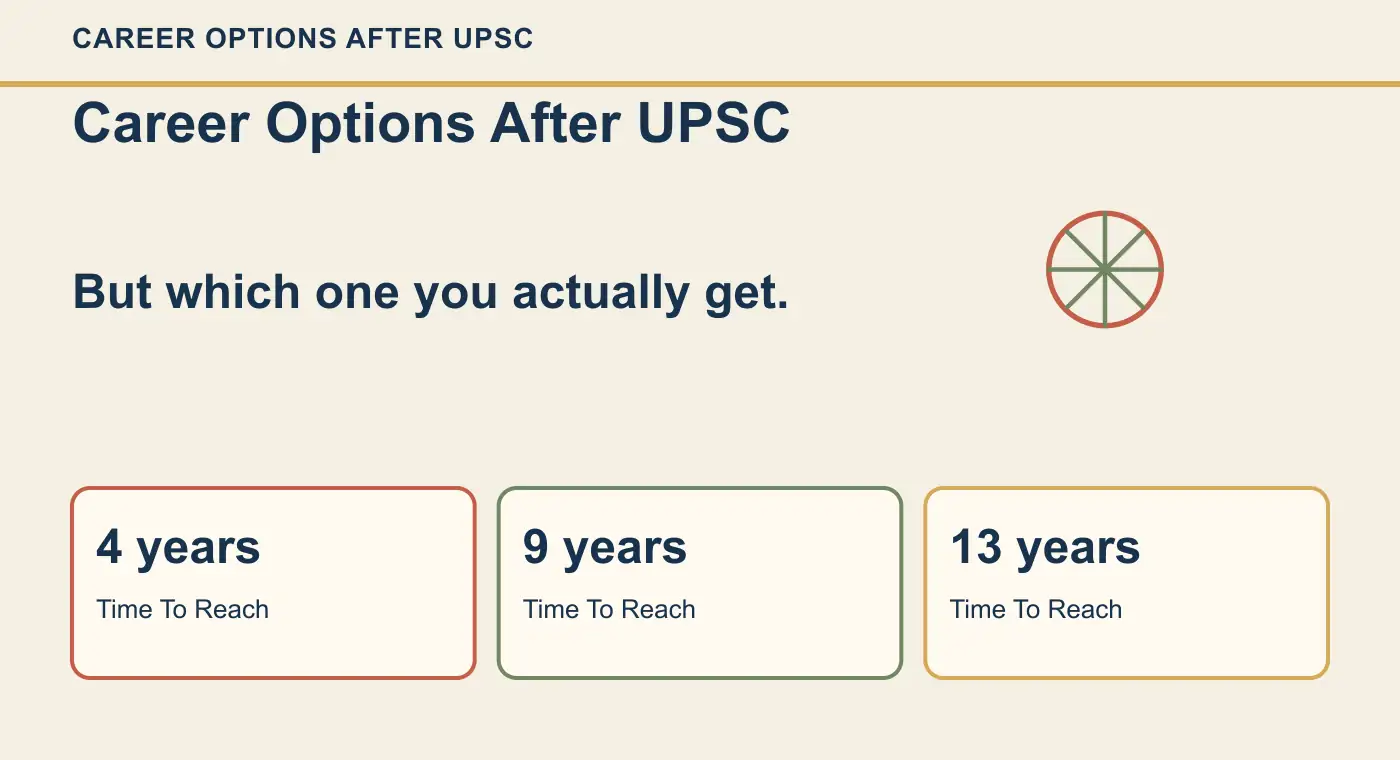 CAREER OPTIONS AFTER UPSC
Career Options After UPSC
But which one you actually get.
4 years
Time To Reach
9 years
Time To Reach
13 years
Time To Reach